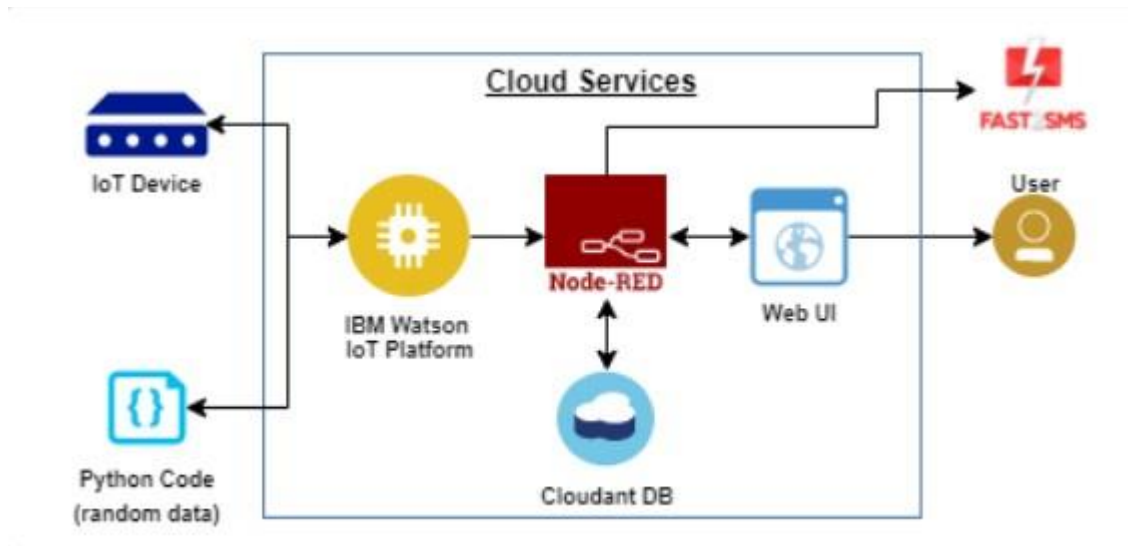 Cloud Services
FAST2SMS
IoT Device
User
Node-RED
Web UI
IBM Watson
IoT Platform
Python Code
(random data)
Cloudant DB